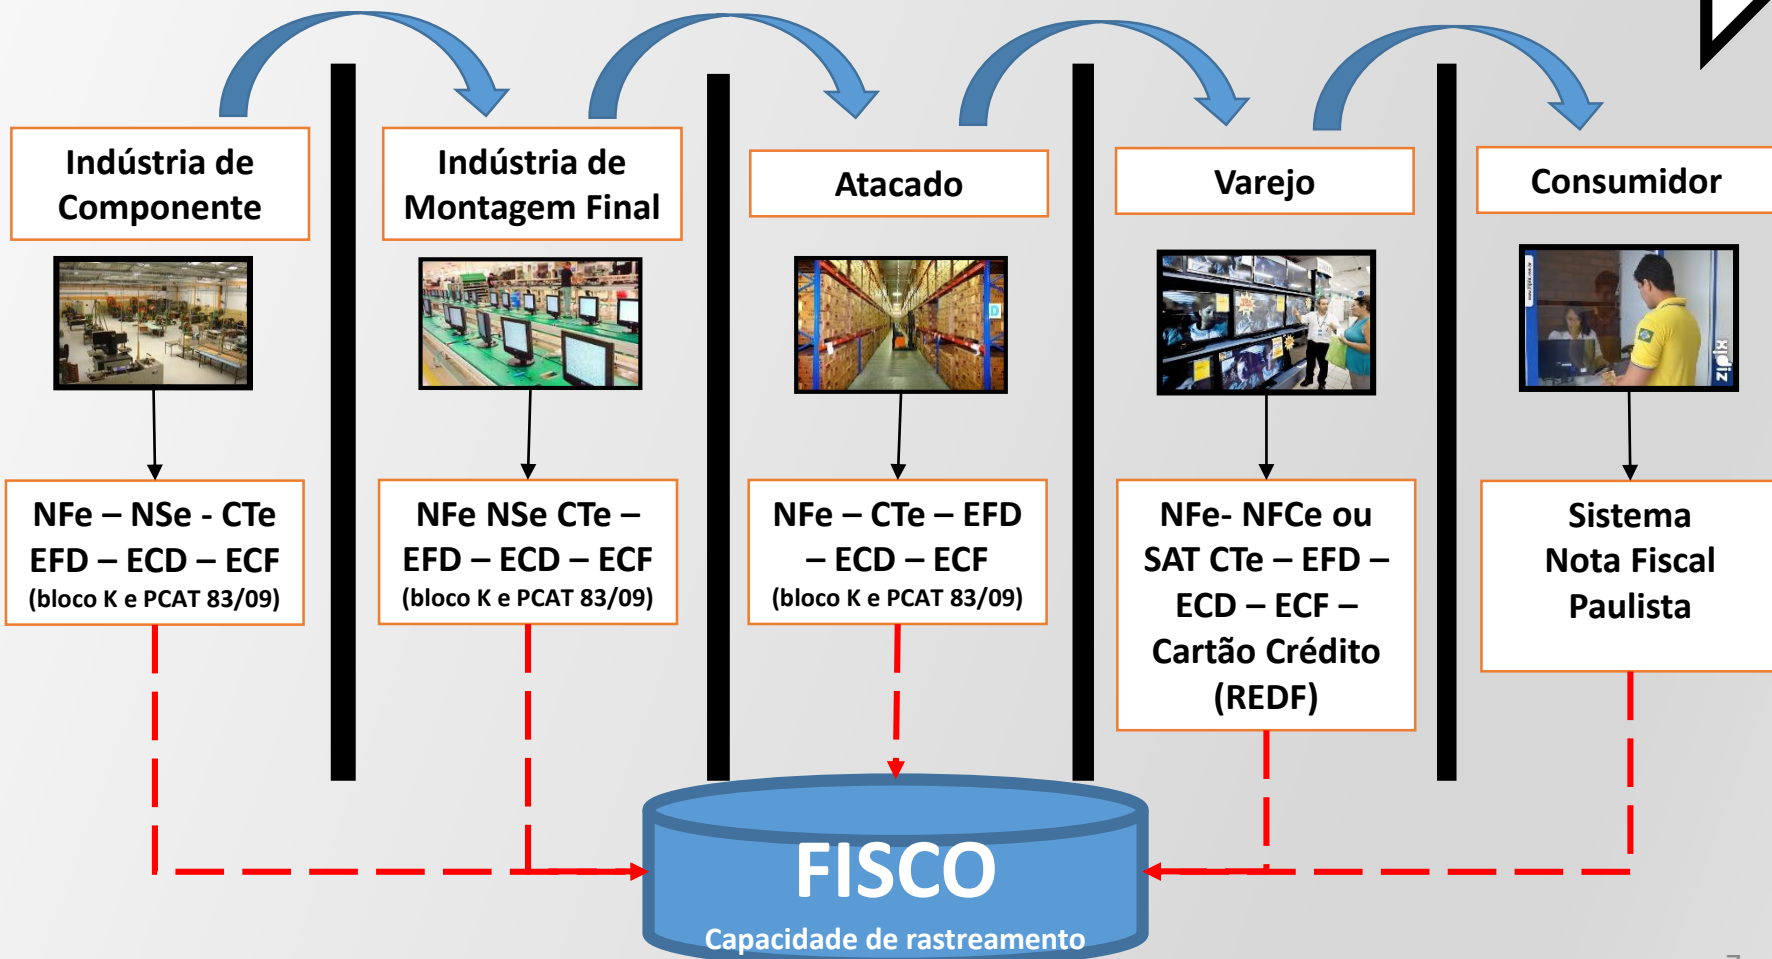 Indústria de
Componente
Indústria de
Montagem Final
Atacado
Varejo
Consumidor
D
zipix
NFe – NSe - CTe
EFD – ECD – ECF
(bloco K e PCAT 83/09)
NFe NSe CTe –
EFD – ECD – ECF
(bloco K e PCAT 83/09)
NFe – CTe – EFD
– ECD – ECF
(bloco K e PCAT 83/09)
NFe- NFCe ou
SAT CTe – EFD –
ECD – ECF –
Cartão Crédito
(REDF)
Sistema
Nota Fiscal
Paulista
FISCO
Capacidade de rastreamento